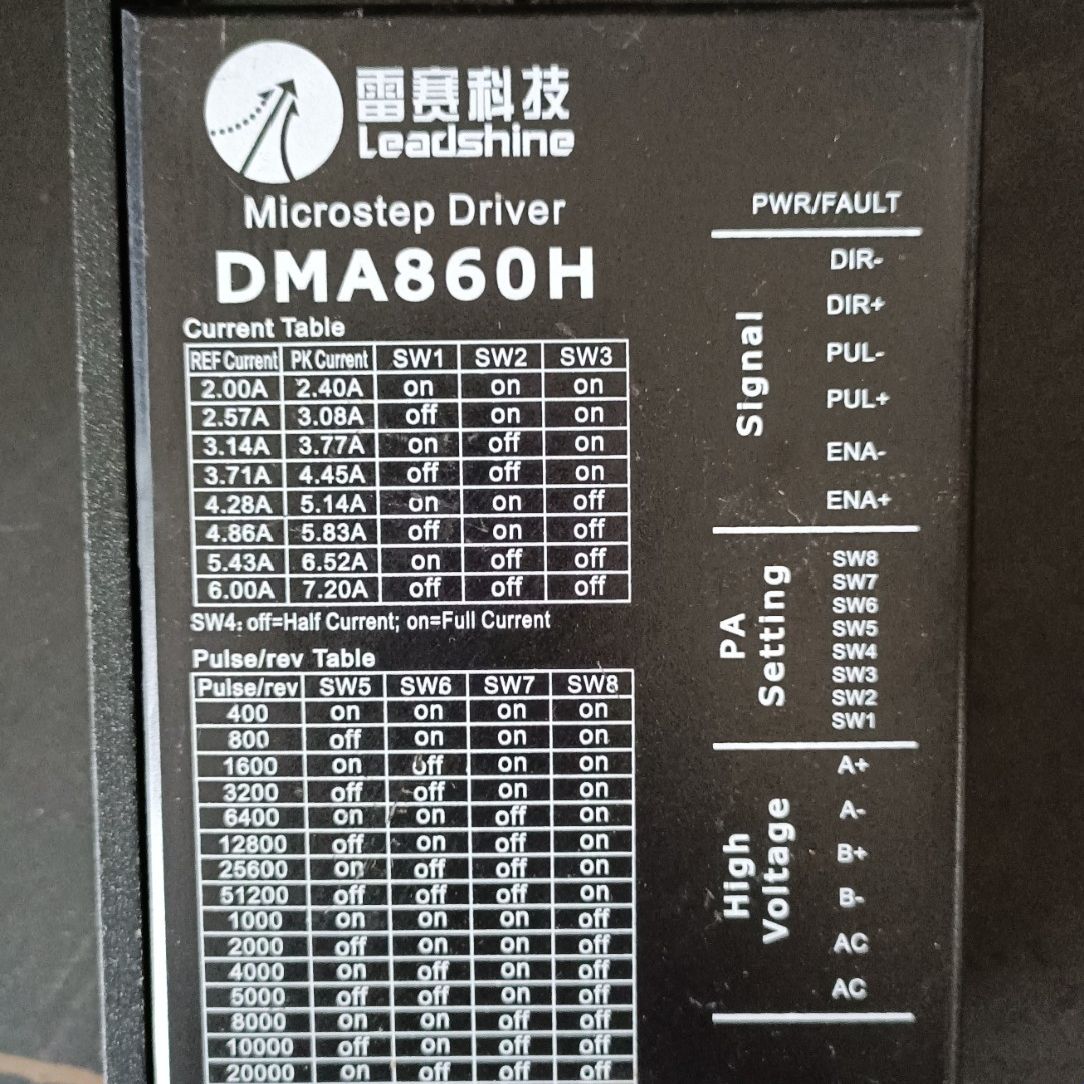 雷赛科技
Leadshine
Microstep Driver
DMA860H
Current Table
REF Current PK Current SW1 SW2 SW3
2.00A 2.40A on on on
2.57A 3.08A off on on
3.14A 3.77A on off on
3.71A 4.45A off off on
4.28A 5.14A on on off
4.86A 5.83A off on off
5.43A 6.52A on off off
6.00A 7.20A off off off
SW4: off=Half Current; on=Full Current
Pulse/rev Table
Pulse/rev SW5 SW6 SW7 SW8
400 on on on on
800 off on on on
1600 on off on on
3200 off off on on
6400 on on off on
12800 off on off on
25600 on off off on
51200 off off off on
1000 on on on off
2000 off on on off
4000 on off on off
5000 off off on off
8000 on on off off
10000 off on off off
20000 on off off off
PWR/FAULT
Signal
DIR-
DIR+
PUL-
PUL+
ENA-
ENA+
PA
Setting
SW8
SW7
SW6
SW5
SW4
SW3
SW2
SW1
High
Voltage
A+
A-
B+
B-
AC
AC